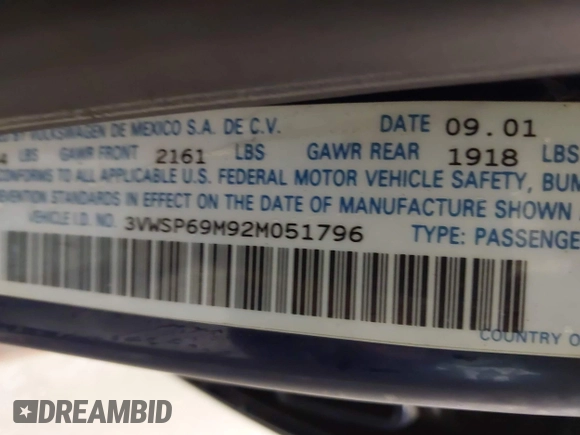 BY VOLKSWAGEN DE MEXICO S.A. DE C.V. DATE 09.01
LBS GAWR FRONT 2161 LBS GAWR REAR 1918 LBS
CONFORMS TO ALL APPLICABLE U.S. FEDERAL MOTOR VEHICLE SAFETY, BUM
EVENTION STANDARDS IN EFFECT ON THE DATE OF MANUFACTURE SHOWN
VEHICLE I.D. NO. 3VWSP69M92M051796 TYPE: PASSENGE
COUNTRY O
DREAMBID